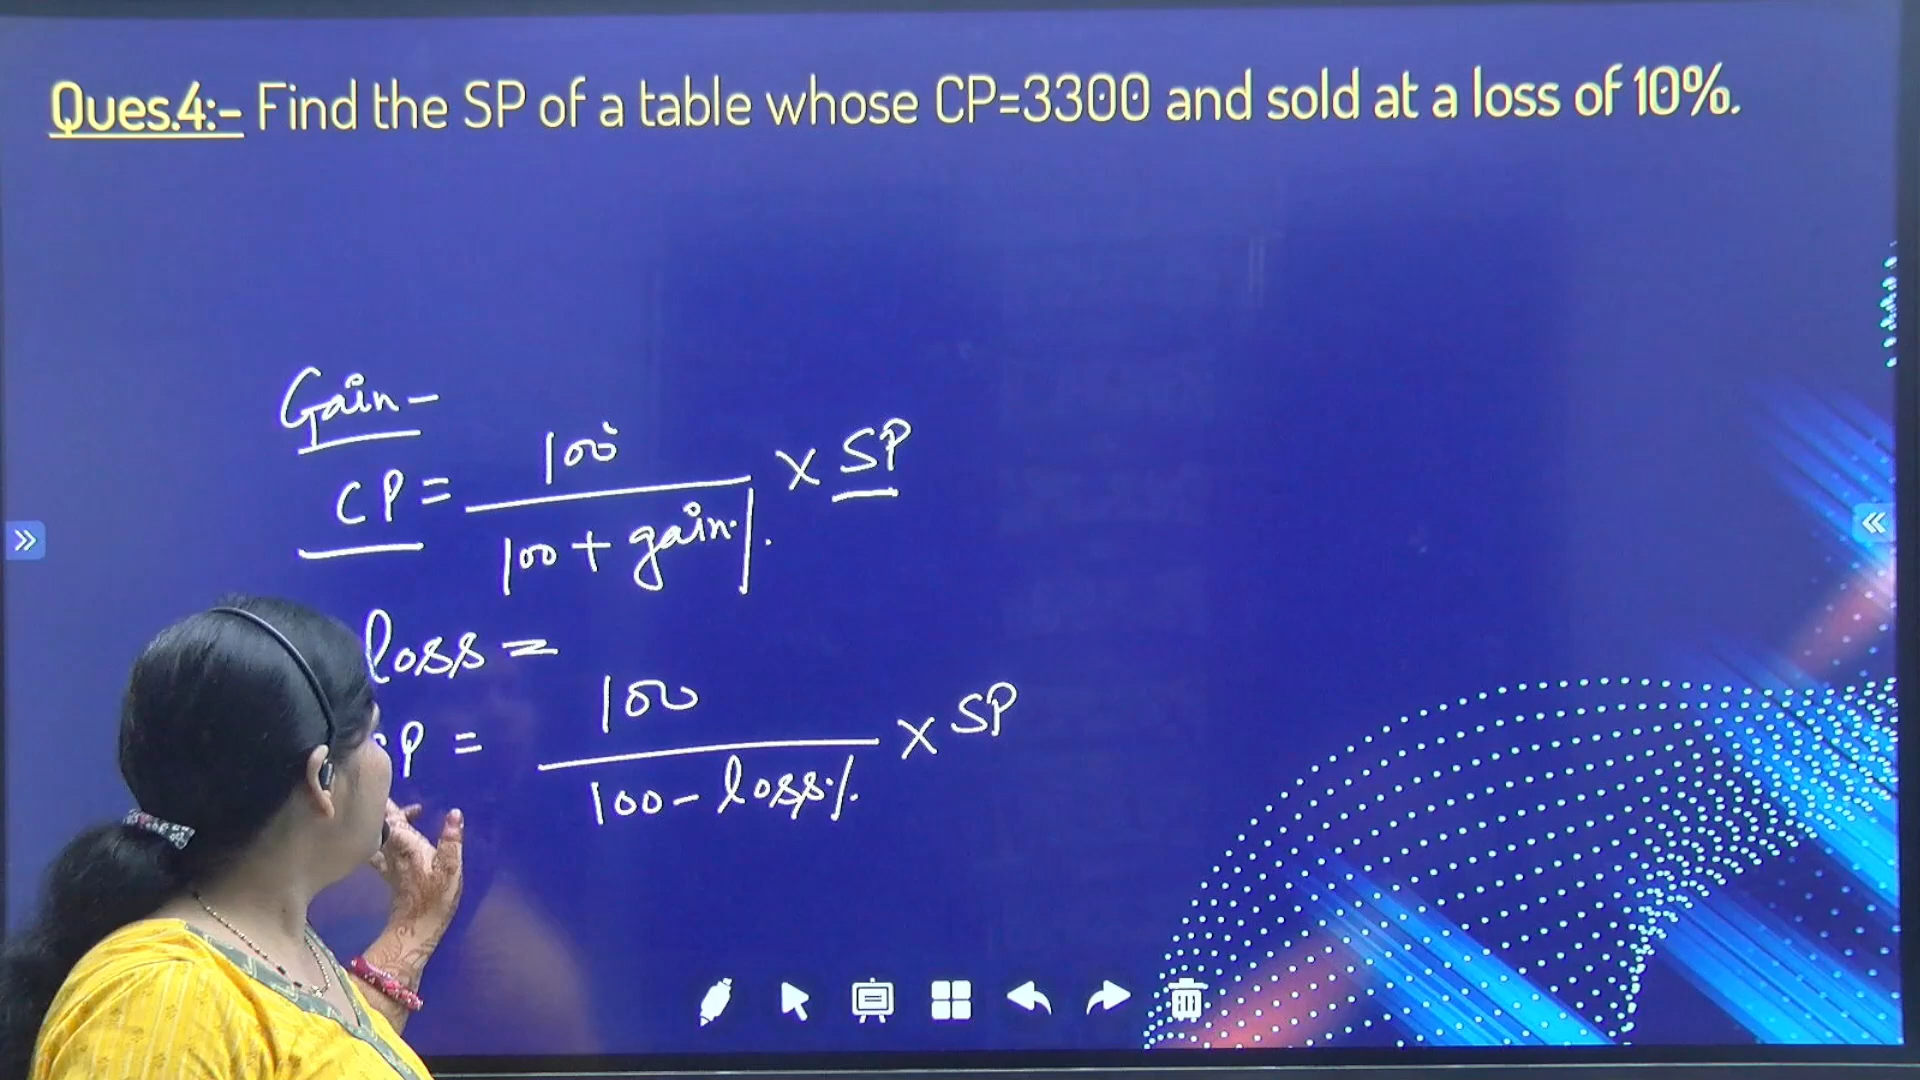 Ques.4:- Find the SP of a table whose CP=3300 and sold at a loss of 10%.
Gain -
CP = 100 / 100 + gain% × SP
loss =
P = 100 / 100 - loss% × SP